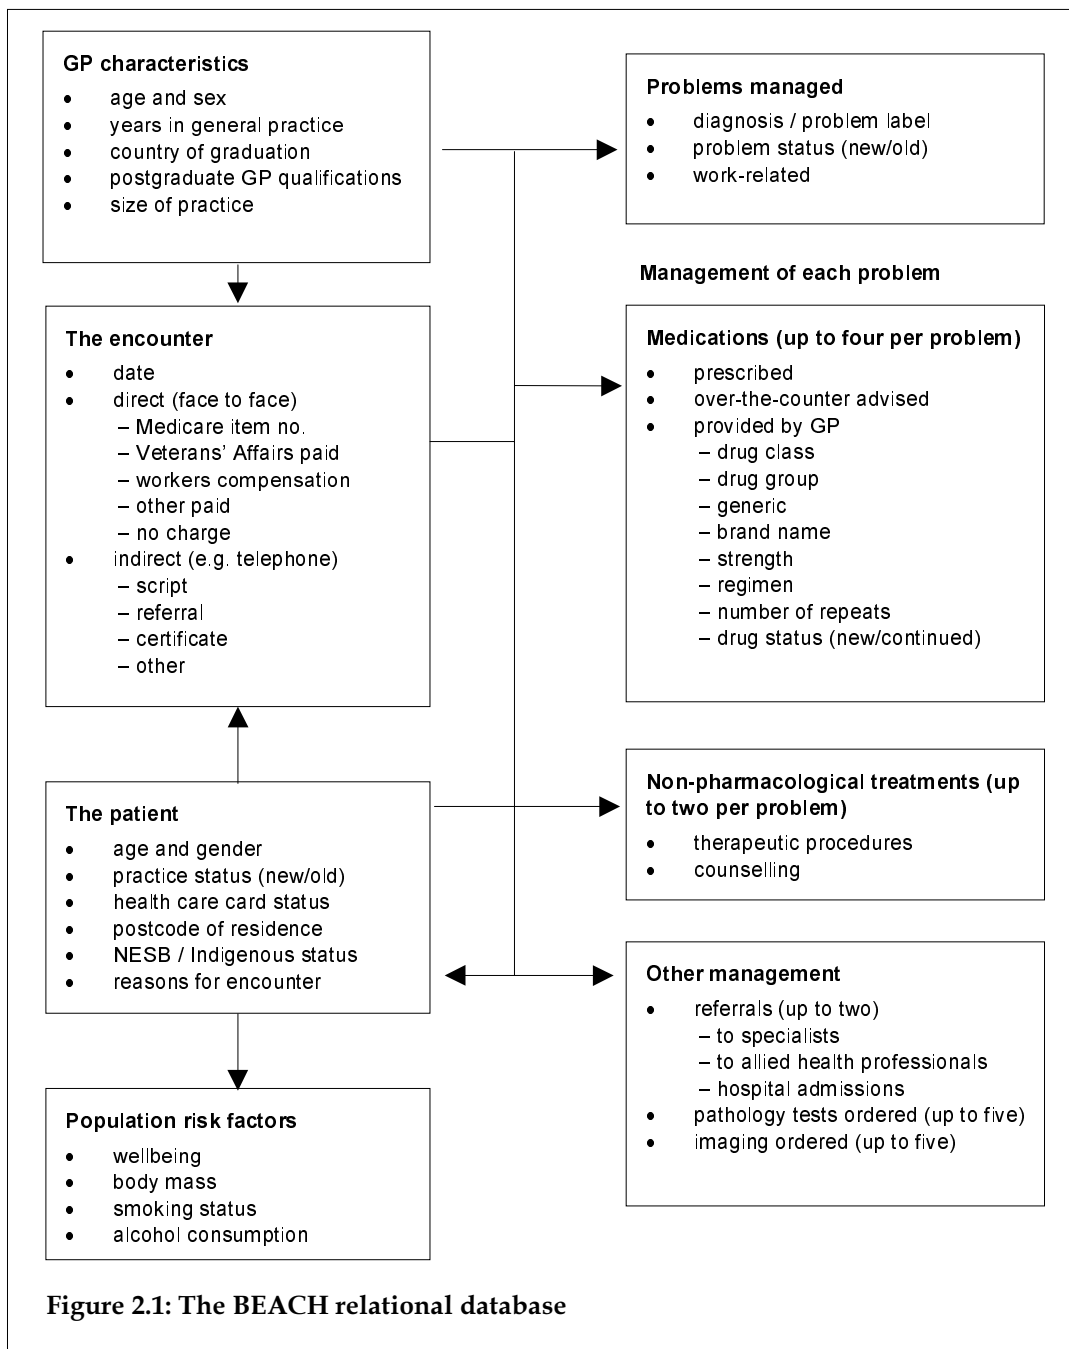 GP characteristics
• age and sex
• years in general practice
• country of graduation
• postgraduate GP qualifications
• size of practice
The encounter
• date
• direct (face to face)
– Medicare item no.
– Veterans' Affairs paid
– workers compensation
– other paid
– no charge
• indirect (e.g. telephone)
– script
– referral
– certificate
– other
The patient
• age and gender
• practice status (new/old)
• health care card status
• postcode of residence
• NESB / Indigenous status
• reasons for encounter
Population risk factors
• wellbeing
• body mass
• smoking status
• alcohol consumption
Problems managed
• diagnosis / problem label
• problem status (new/old)
• work-related
Management of each problem
Medications (up to four per problem)
• prescribed
• over-the-counter advised
• provided by GP
– drug class
– drug group
– generic
– brand name
– strength
– regimen
– number of repeats
– drug status (new/continued)
Non-pharmacological treatments (up
to two per problem)
• therapeutic procedures
• counselling
Other management
• referrals (up to two)
– to specialists
– to allied health professionals
– hospital admissions
• pathology tests ordered (up to five)
• imaging ordered (up to five)
Figure 2.1: The BEACH relational database